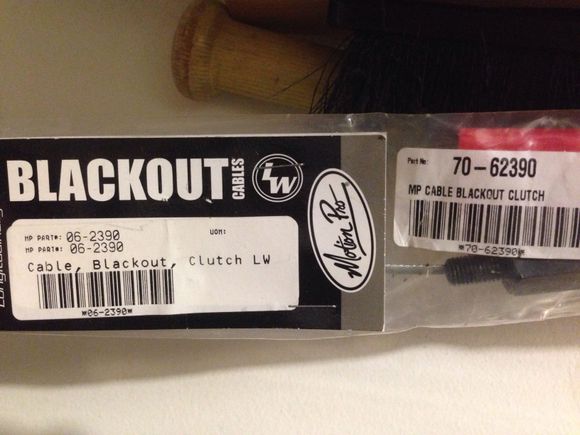 BLACKOUT
CABLES
LW
MP PART#: 06-2390
UOM:
MP PART#: 06-2390
Cable, Blackout, Clutch LW
*06-2390*
Motion Pro
Part No:
70-62390
MP CABLE BLACKOUT CLUTCH
*70-62390*